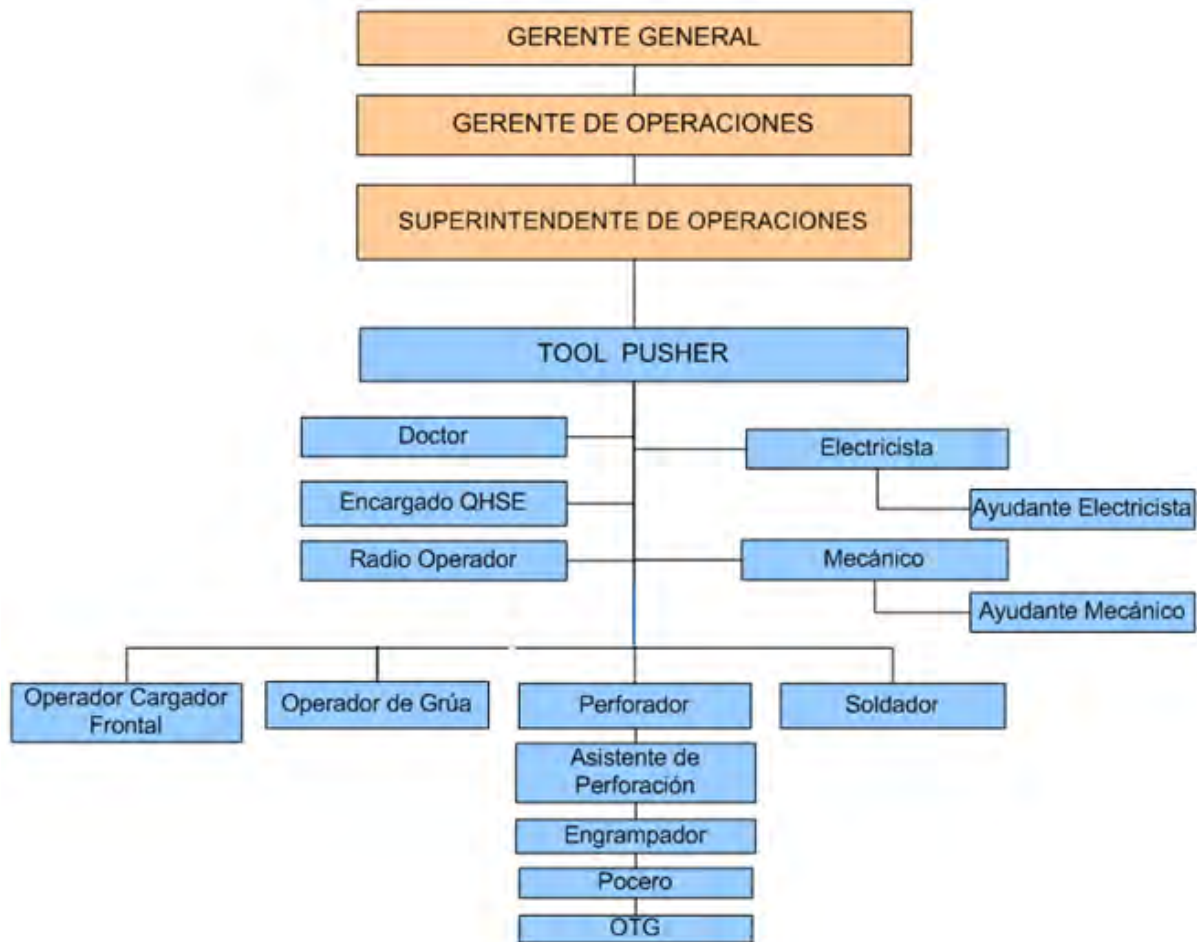 GERENTE GENERAL
GERENTE DE OPERACIONES
SUPERINTENDENTE DE OPERACIONES
TOOL PUSHER
Doctor
Electricista
Encargado QHSE
Ayudante Electricista
Radio Operador
Mecánico
Ayudante Mecánico
Operador Cargador
Frontal
Operador de Grúa
Perforador
Soldador
Asistente de
Perforación
Engrampador
Pocero
OTG